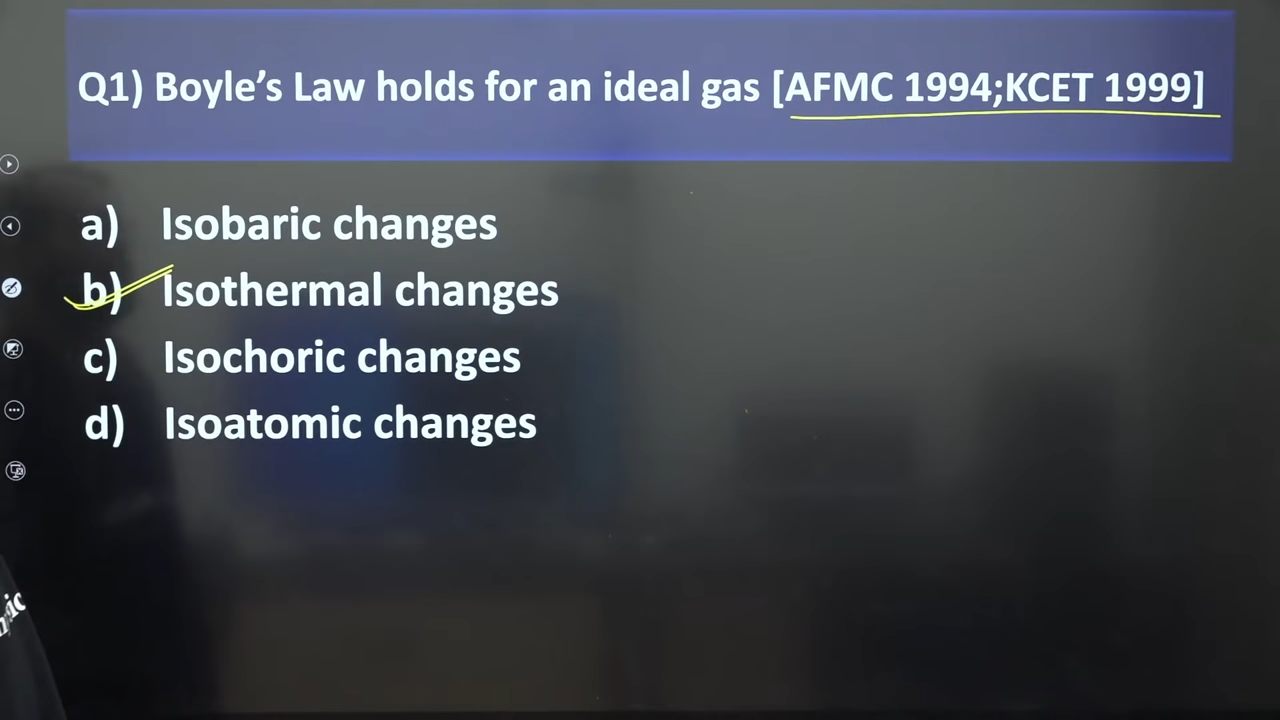 Q1) Boyle's Law holds for an ideal gas [AFMC 1994;KCET 1999]
a) Isobaric changes
b) Isothermal changes
c) Isochoric changes
d) Isoatomic changes